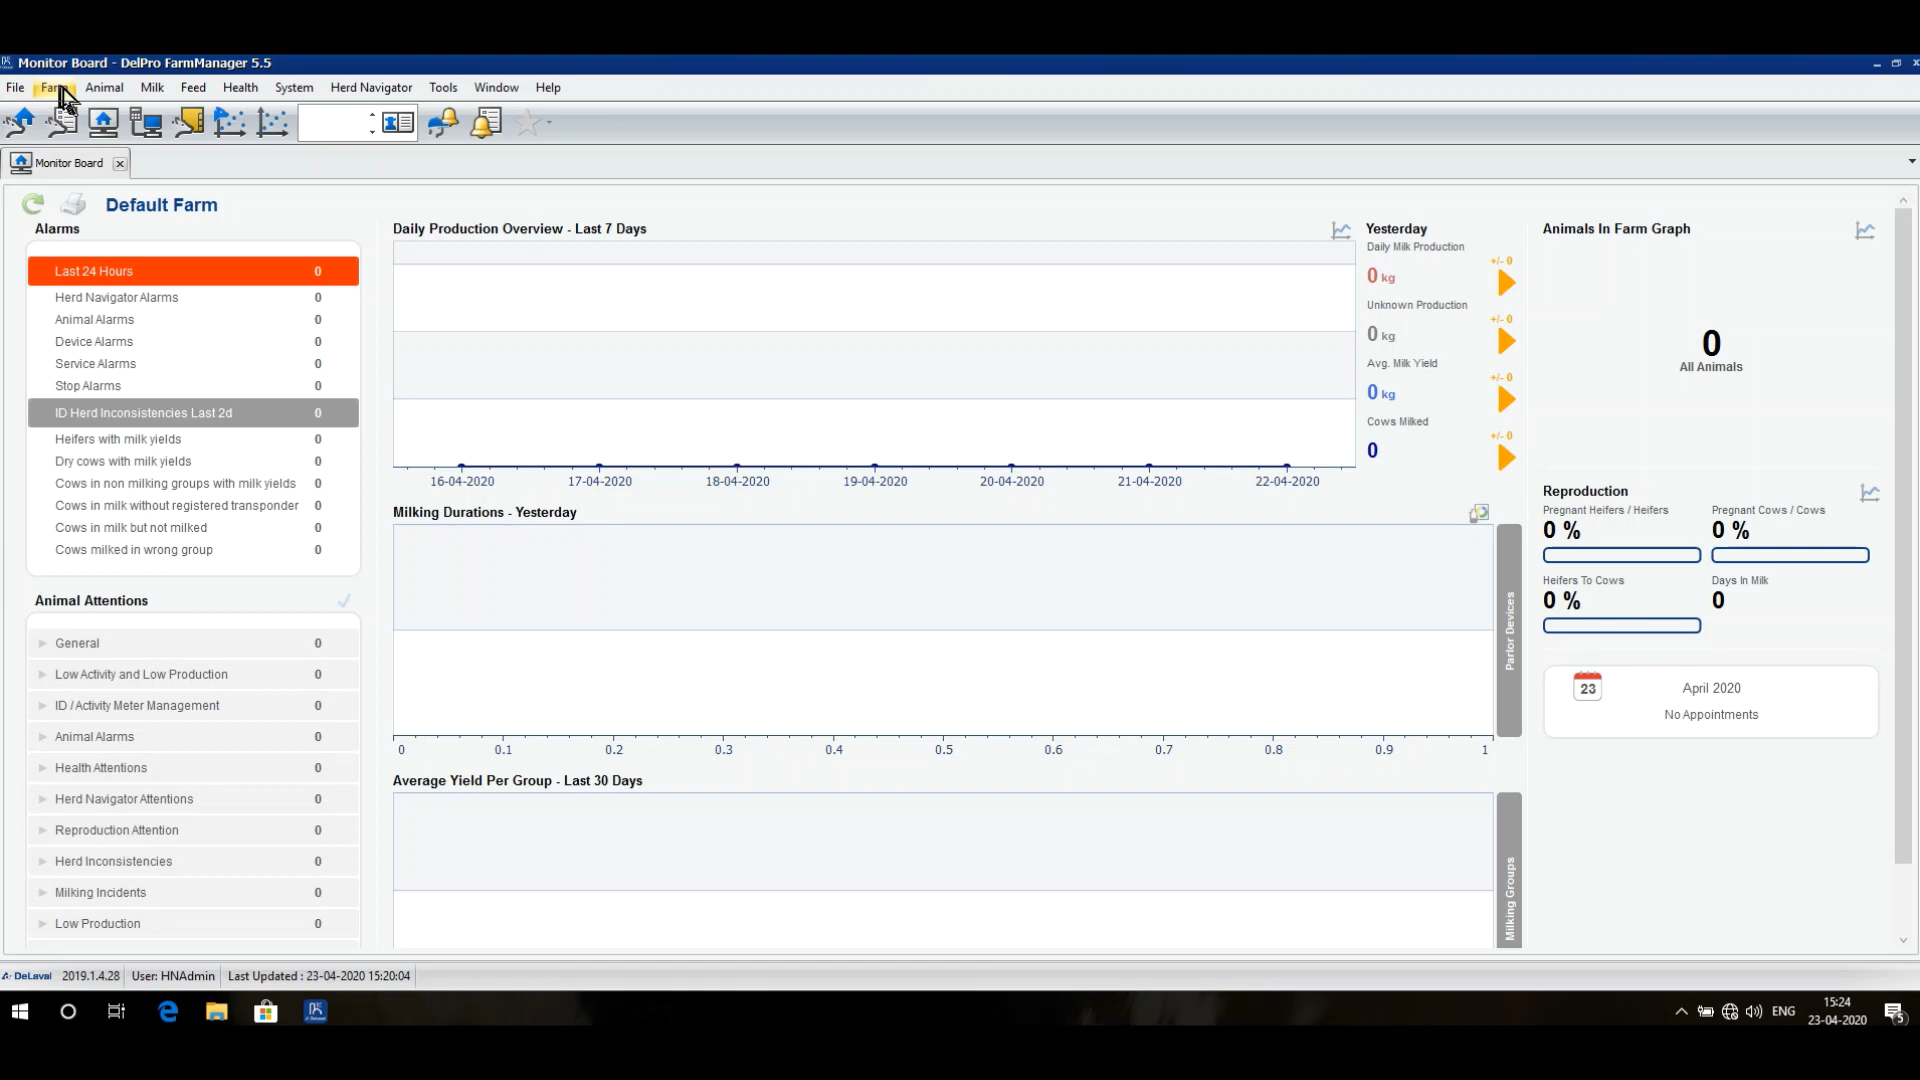 Monitor Board - DelPro FarmManager 5.5
File Farm Animal Milk Feed Health System Herd Navigator Tools Window Help
Monitor Board
Default Farm
Alarms
Last 24 Hours 0
Herd Navigator Alarms 0
Animal Alarms 0
Device Alarms 0
Service Alarms 0
Stop Alarms 0
ID Herd Inconsistencies Last 2d 0
Heifers with milk yields 0
Dry cows with milk yields 0
Cows in non milking groups with milk yields 0
Cows in milk without registered transponder 0
Cows in milk but not milked 0
Cows milked in wrong group 0
Animal Attentions
General 0
Low Activity and Low Production 0
ID / Activity Meter Management 0
Animal Alarms 0
Health Attentions 0
Herd Navigator Attentions 0
Reproduction Attention 0
Herd Inconsistencies 0
Milking Incidents 0
Low Production 0
Daily Production Overview - Last 7 Days
16-04-2020 17-04-2020 18-04-2020 19-04-2020 20-04-2020 21-04-2020 22-04-2020
Yesterday
Daily Milk Production
+/- 0
0 kg
Unknown Production
+/- 0
0 kg
Avg. Milk Yield
+/- 0
0 kg
Cows Milked
+/- 0
0
Milking Durations - Yesterday
Parlor Devices
0 0.1 0.2 0.3 0.4 0.5 0.6 0.7 0.8 0.9 1
Average Yield Per Group - Last 30 Days
Milking Groups
Animals In Farm Graph
0
All Animals
Reproduction
Pregnant Heifers / Heifers Pregnant Cows / Cows
0 % 0 %
Heifers To Cows Days In Milk
0 % 0
23 April 2020
No Appointments
DeLaval 2019.1.4.28 User: HNAdmin Last Updated : 23-04-2020 15:20:04
ENG
15:24
23-04-2020
5